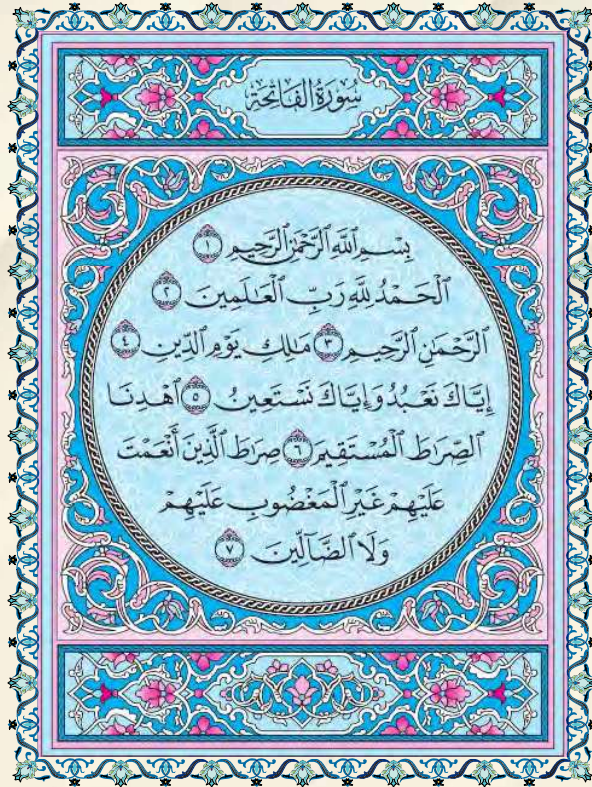 سُورَةُ الفَاتِحَةِ
بِسْمِ ٱللَّهِ ٱلرَّحْمَٰنِ ٱلرَّحِيمِ ١
ٱلْحَمْدُ لِلَّهِ رَبِّ ٱلْعَٰلَمِينَ ٢
ٱلرَّحْمَٰنِ ٱلرَّحِيمِ ٣ مَٰلِكِ يَوْمِ ٱلدِّينِ ٤
إِيَّاكَ نَعْبُدُ وَإِيَّاكَ نَسْتَعِينُ ٥ ٱهْدِنَا
ٱلصِّرَٰطَ ٱلْمُسْتَقِيمَ ٦ صِرَٰطَ ٱلَّذِينَ أَنْعَمْتَ
عَلَيْهِمْ غَيْرِ ٱلْمَغْضُوبِ عَلَيْهِمْ
وَلَا ٱلضَّآلِّينَ ٧